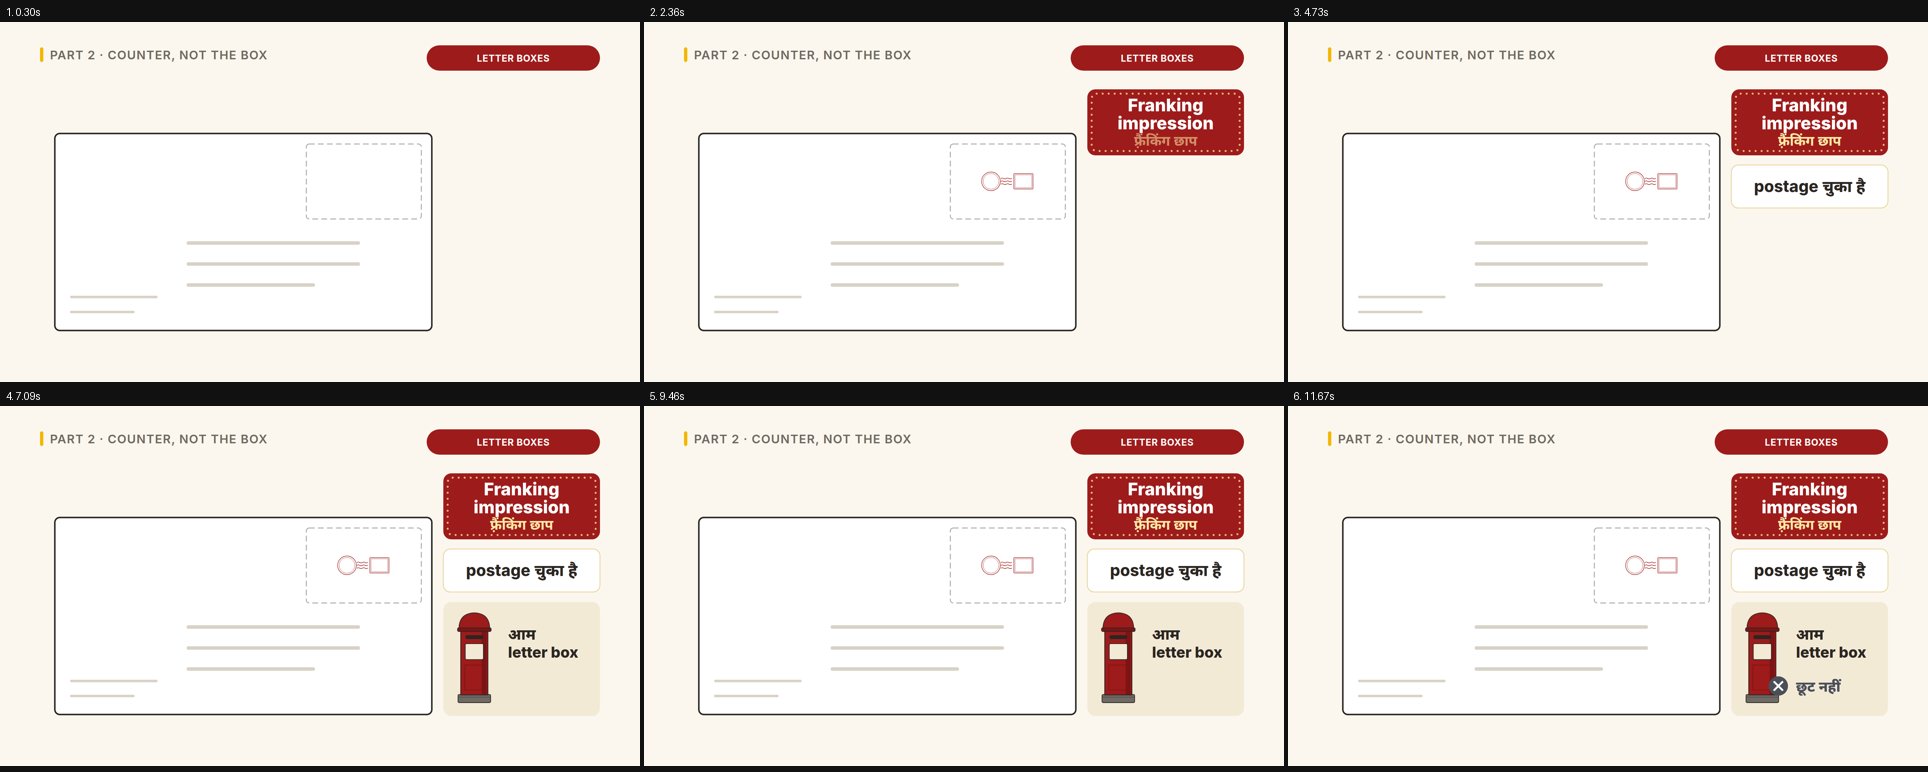 1. 0.30s
PART 2 · COUNTER, NOT THE BOX
LETTER BOXES
2. 2.36s
PART 2 · COUNTER, NOT THE BOX
LETTER BOXES
Franking
impression
फ्रैंकिंग छाप
3. 4.73s
PART 2 · COUNTER, NOT THE BOX
LETTER BOXES
Franking
impression
फ्रैंकिंग छाप
postage चुका है
4. 7.09s
PART 2 · COUNTER, NOT THE BOX
LETTER BOXES
Franking
impression
फ्रैंकिंग छाप
postage चुका है
आम
letter box
5. 9.46s
PART 2 · COUNTER, NOT THE BOX
LETTER BOXES
Franking
impression
फ्रैंकिंग छाप
postage चुका है
आम
letter box
6. 11.67s
PART 2 · COUNTER, NOT THE BOX
LETTER BOXES
Franking
impression
फ्रैंकिंग छाप
postage चुका है
आम
letter box
छूट नहीं